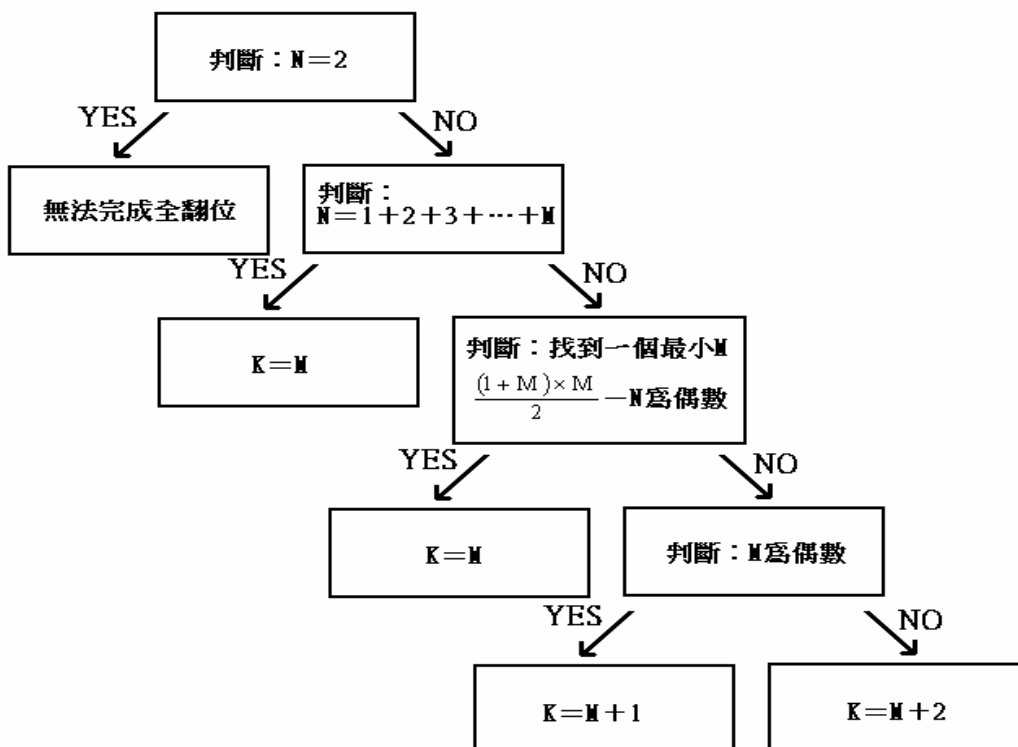 判斷：N＝2
YES
NO
無法完成全翻位
判斷：
N＝1＋2＋3＋⋯＋M
YES
NO
K＝M
判斷：找到一個最小M
(1＋M)×M/2－N為偶數
YES
NO
K＝M
判斷：M為偶數
YES
NO
K＝M＋1
K＝M＋2